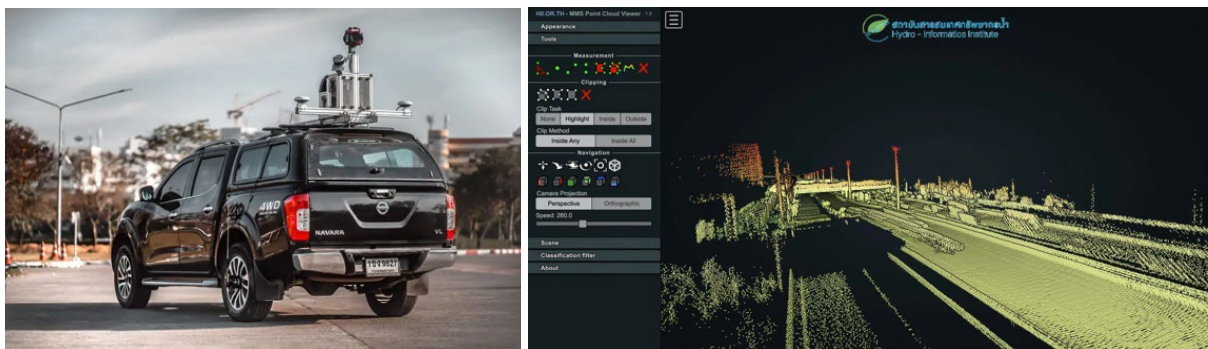 4WD
NAVARA
VL
HII.OR.TH - MMS Point Cloud Viewer 1.6
Appearance
Tools
Measurement
Clipping
Clip Task
None Highlight Inside Outside
Clip Method
Inside Any Inside All
Navigation
Camera Projection
Perspective Orthographic
Speed: 260.0
Scene
Classification filter
About
สถาบันสารสนเทศทรัพยากรน้ำ
Hydro - Informatics Institute